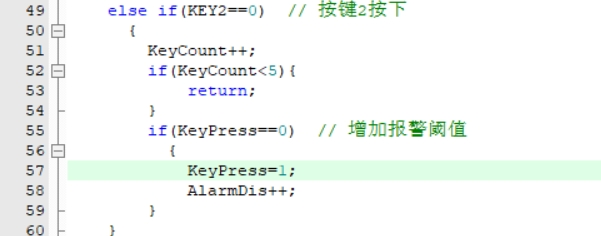 49 else if(KEY2==0) // 按键2按下
50 {
51 KeyCount++;
52 if(KeyCount<5){
53 return;
54 }
55 if(KeyPress==0) // 增加报警阈值
56 {
57 KeyPress=1;
58 AlarmDis++;
59 }
60 }